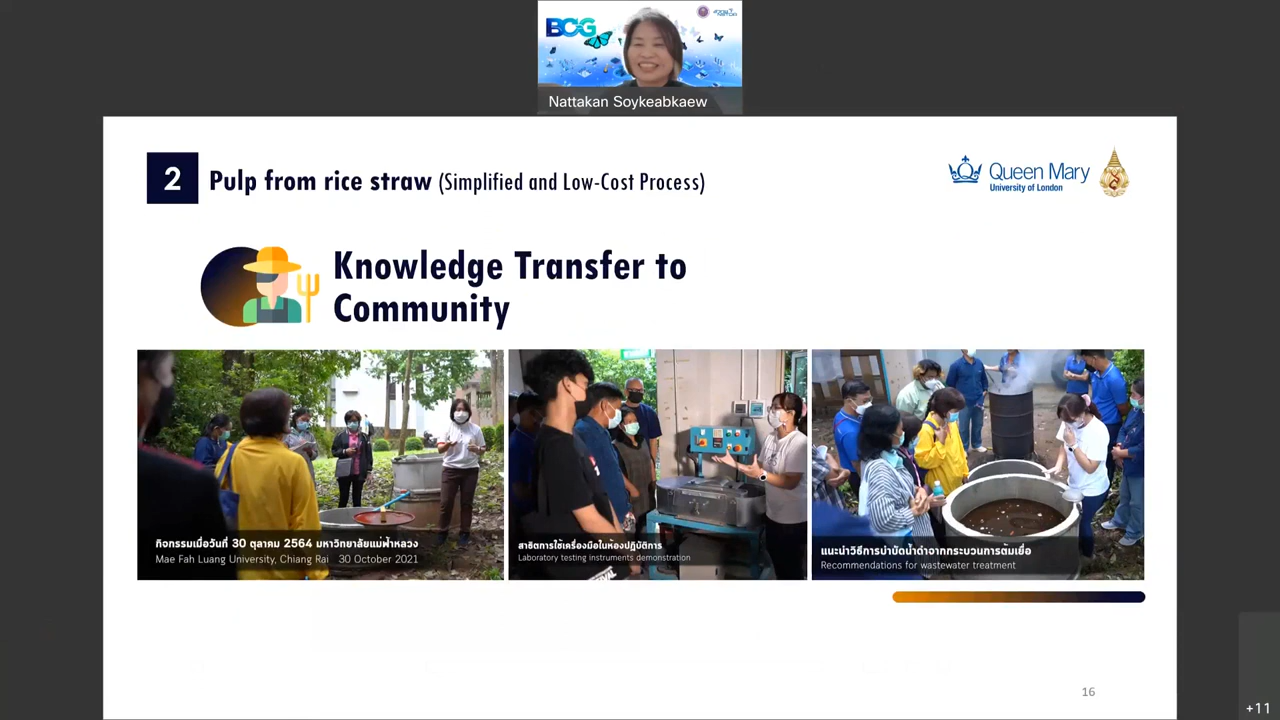 BCG
สวทช
NSTDA
Nattakan Soykeabkaew
2 Pulp from rice straw (Simplified and Low-Cost Process)
Queen Mary
University of London
Knowledge Transfer to
Community
กิจกรรมเมื่อวันที่ 30 ตุลาคม 2564 มหาวิทยาลัยแม่ฟ้าหลวง
Mae Fah Luang University, Chiang Rai 30 October 2021
สาธิตการใช้เครื่องมือในห้องปฏิบัติการ
Laboratory testing instruments demonstration
แนะนำวิธีการบำบัดน้ำดำจากกระบวนการต้มเยื่อ
Recommendations for wastewater treatment
16
+11